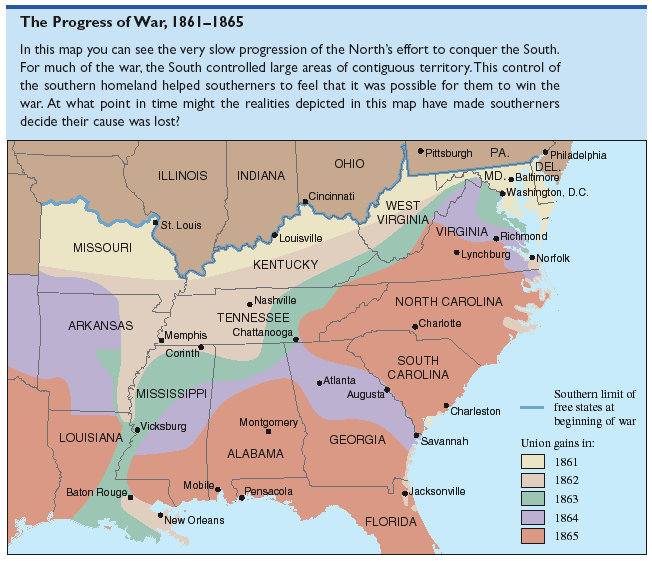 The Progress of War, 1861–1865
In this map you can see the very slow progression of the North's effort to conquer the South.
For much of the war, the South controlled large areas of contiguous territory. This control of
the southern homeland helped southerners to feel that it was possible for them to win the
war. At what point in time might the realities depicted in this map have made southerners
decide their cause was lost?
Pittsburgh
PA.
Philadelphia
OHIO
DEL.
ILLINOIS
INDIANA
MD.
Baltimore
Washington, D.C.
Cincinnati
WEST
VIRGINIA
St. Louis
VIRGINIA
Richmond
Louisville
MISSOURI
Lynchburg
Norfolk
KENTUCKY
Nashville
NORTH CAROLINA
TENNESSEE
ARKANSAS
Charlotte
Memphis
Chattanooga
Corinth
SOUTH
CAROLINA
Atlanta
MISSISSIPPI
Augusta
Charleston
Southern limit of
free states at
beginning of war
Vicksburg
Montgomery
LOUISIANA
GEORGIA
Savannah
Union gains in:
ALABAMA
1861
1862
Mobile
Baton Rouge
Pensacola
Jacksonville
1863
New Orleans
FLORIDA
1864
1865